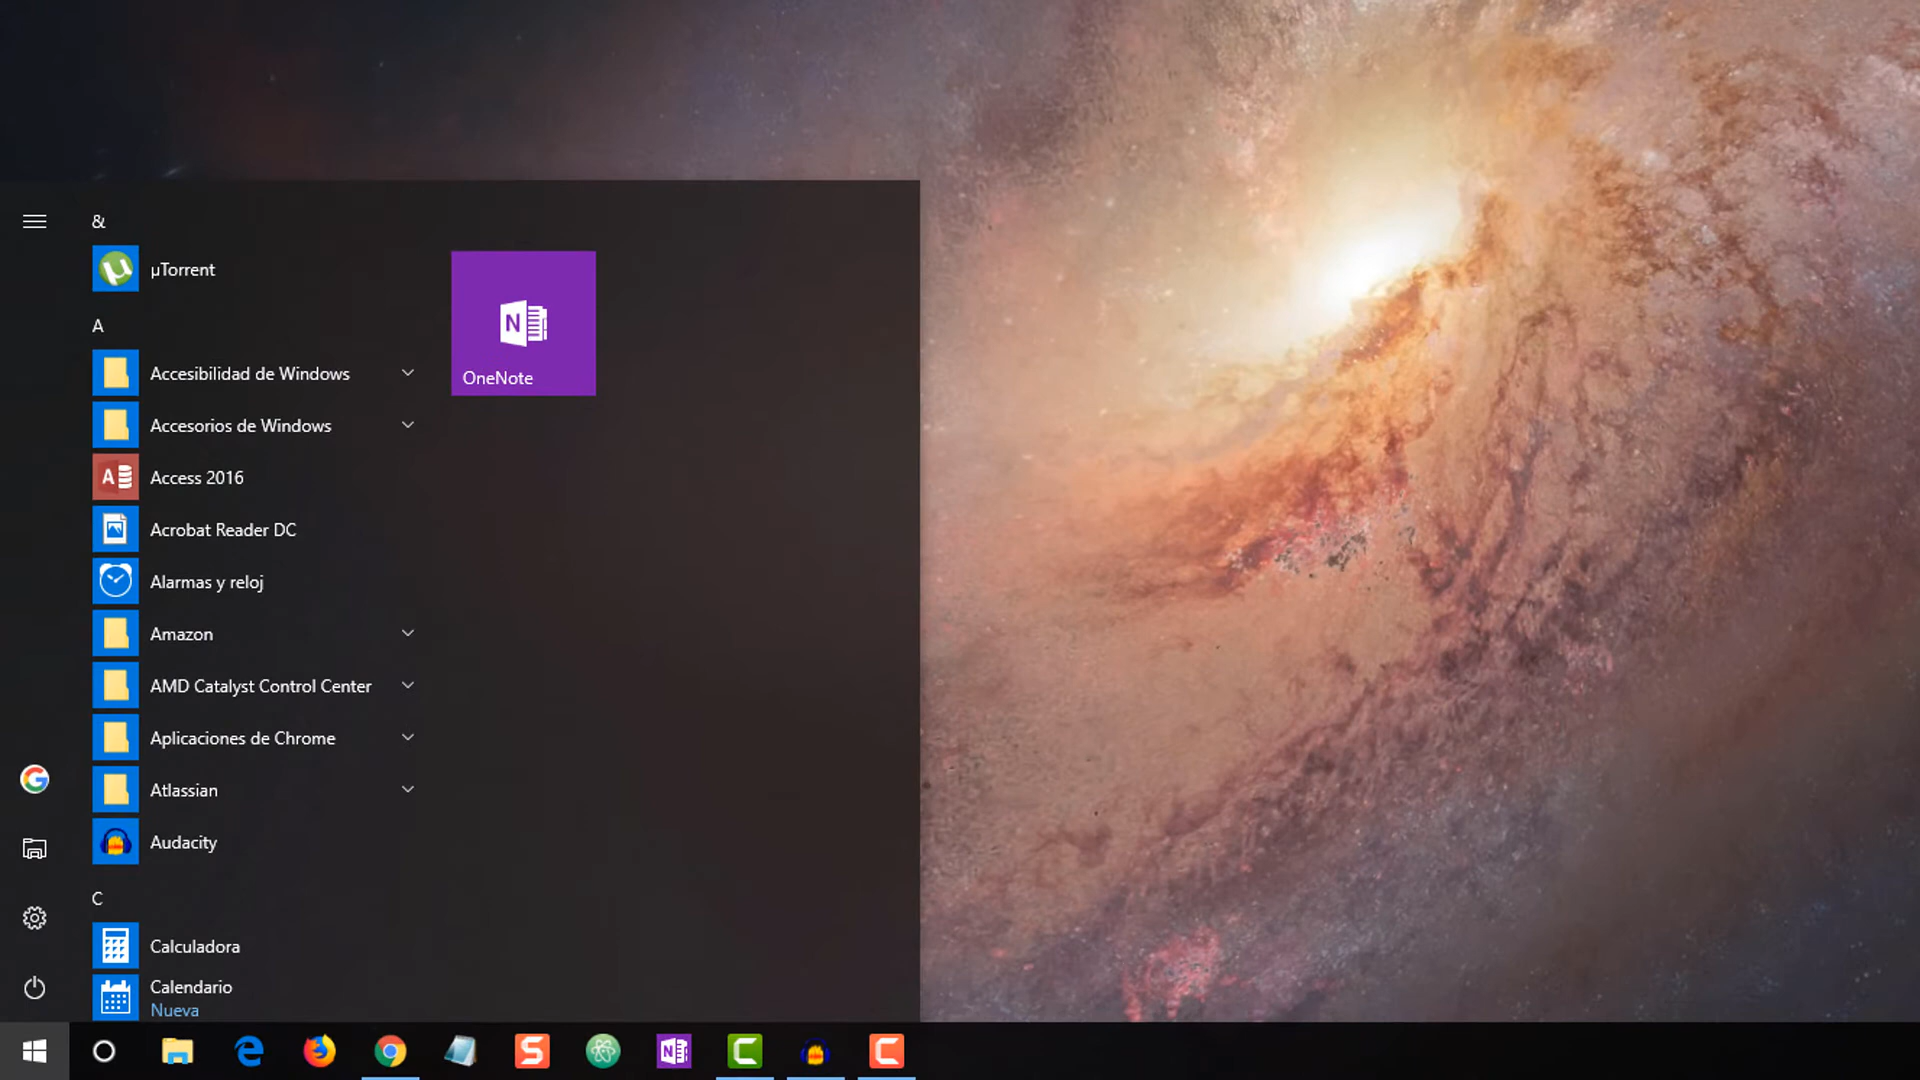 &
µTorrent
A
Accesibilidad de Windows
Accesorios de Windows
Access 2016
Acrobat Reader DC
Alarmas y reloj
Amazon
AMD Catalyst Control Center
Aplicaciones de Chrome
Atlassian
Audacity
C
Calculadora
Calendario
Nueva
OneNote